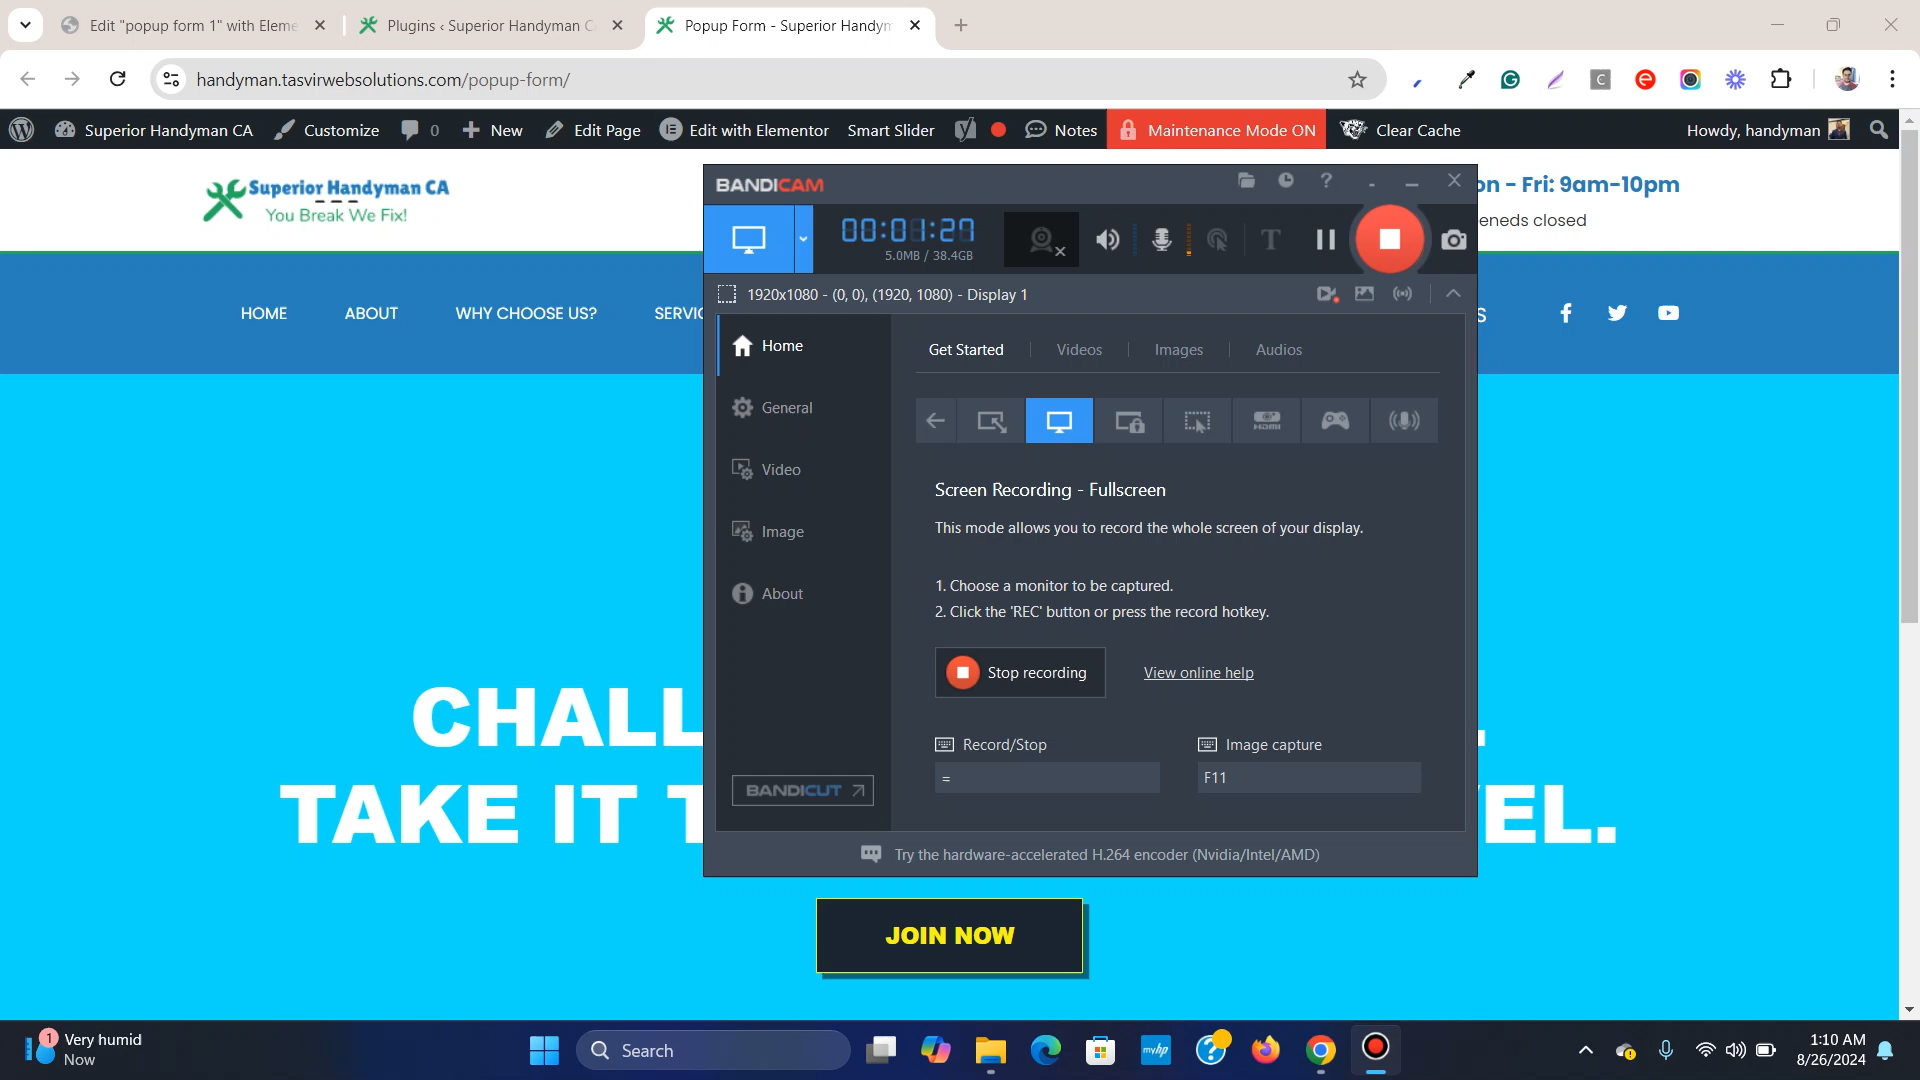 Edit "popup form 1" with Eleme
Plugins ‹ Superior Handyman C
Popup Form - Superior Handym
handyman.tasvirwebsolutions.com/popup-form/
Superior Handyman CA
Customize
0
New
Edit Page
Edit with Elementor
Smart Slider
Notes
Maintenance Mode ON
Clear Cache
Howdy, handyman
Superior Handyman CA
You Break We Fix!
on - Fri: 9am-10pm
eneds closed
HOME
ABOUT
WHY CHOOSE US?
SERVIC
S
BANDICAM
00:01:27
5.0MB / 38.4GB
1920x1080 - (0, 0), (1920, 1080) - Display 1
Home
General
Video
Image
About
BANDICUT
Get Started
Videos
Images
Audios
HDMI
Screen Recording - Fullscreen
This mode allows you to record the whole screen of your display.
1. Choose a monitor to be captured.
2. Click the 'REC' button or press the record hotkey.
Stop recording
View online help
Record/Stop
=
Image capture
F11
Try the hardware-accelerated H.264 encoder (Nvidia/Intel/AMD)
CHALL
TAKE IT T
EL.
JOIN NOW
1
Very humid
Now
Search
myhp
1:10 AM
8/26/2024